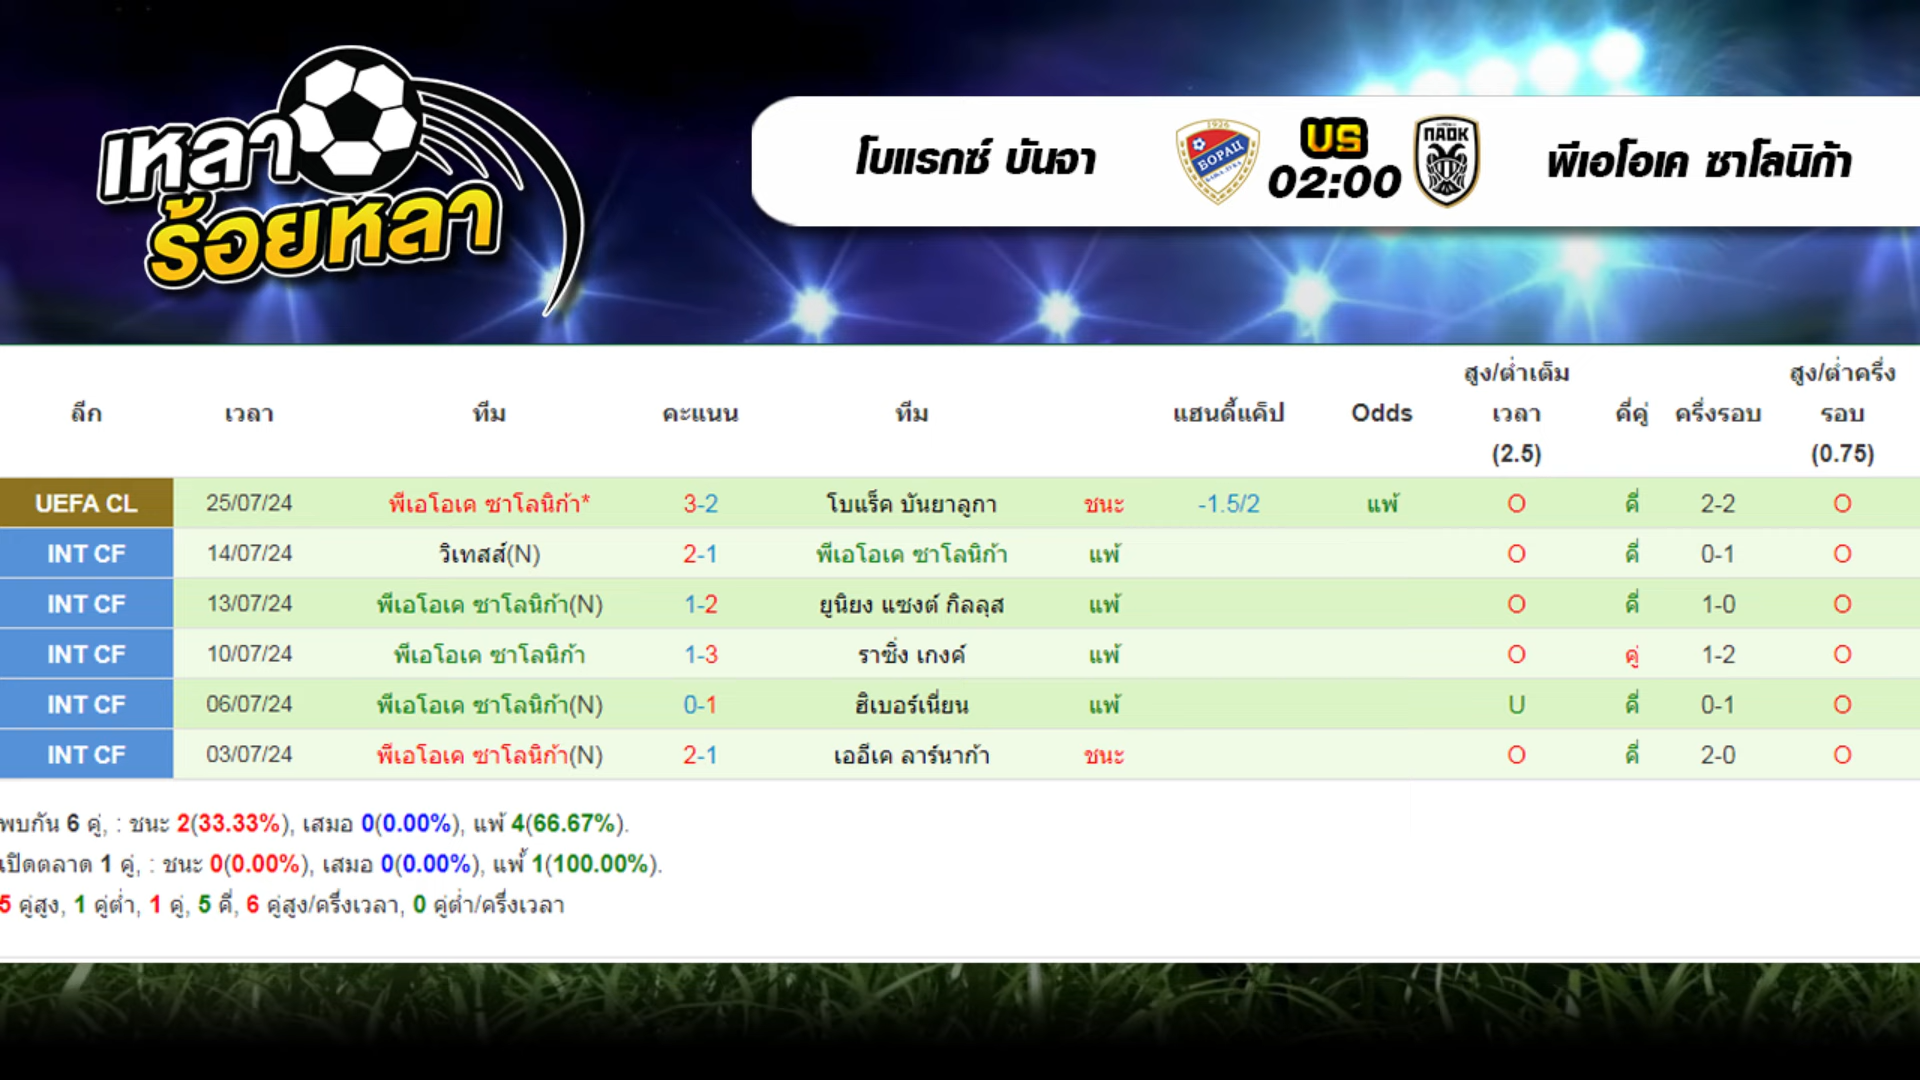 เหลา
ร้อยหลา
โบแรกซ์ บันจา
1926
БОРАЦ
VS
02:00
ΠΑΟΚ
พีเอโอเค ซาโลนิก้า
ลีก เวลา ทีม คะแนน ทีม แฮนดี้แค็ป Odds สูง/ต่ำเต็มเวลา (2.5) คี่คู่ ครึ่งรอบ สูง/ต่ำครึ่งรอบ (0.75)
UEFA CL 25/07/24 พีเอโอเค ซาโลนิก้า* 3-2 โบแร็ค บันยาลูกา ชนะ -1.5/2 แพ้ O คี่ 2-2 O
INT CF 14/07/24 วิเทสส์(N) 2-1 พีเอโอเค ซาโลนิก้า แพ้ O คี่ 0-1 O
INT CF 13/07/24 พีเอโอเค ซาโลนิก้า(N) 1-2 ยูนิยง แซงต์ กิลลุส แพ้ O คี่ 1-0 O
INT CF 10/07/24 พีเอโอเค ซาโลนิก้า 1-3 ราซิ่ง เกงค์ แพ้ O คู่ 1-2 O
INT CF 06/07/24 พีเอโอเค ซาโลนิก้า(N) 0-1 ฮิเบอร์เนี่ยน แพ้ U คี่ 0-1 O
INT CF 03/07/24 พีเอโอเค ซาโลนิก้า(N) 2-1 เออีเค ลาร์นาก้า ชนะ O คี่ 2-0 O
พบกัน 6 คู่, : ชนะ 2(33.33%), เสมอ 0(0.00%), แพ้ 4(66.67%).
เปิดตลาด 1 คู่, : ชนะ 0(0.00%), เสมอ 0(0.00%), แพ้ 1(100.00%).
5 คู่สูง, 1 คู่ต่ำ, 1 คู่, 5 คี่, 6 คู่สูง/ครึ่งเวลา, 0 คู่ต่ำ/ครึ่งเวลา